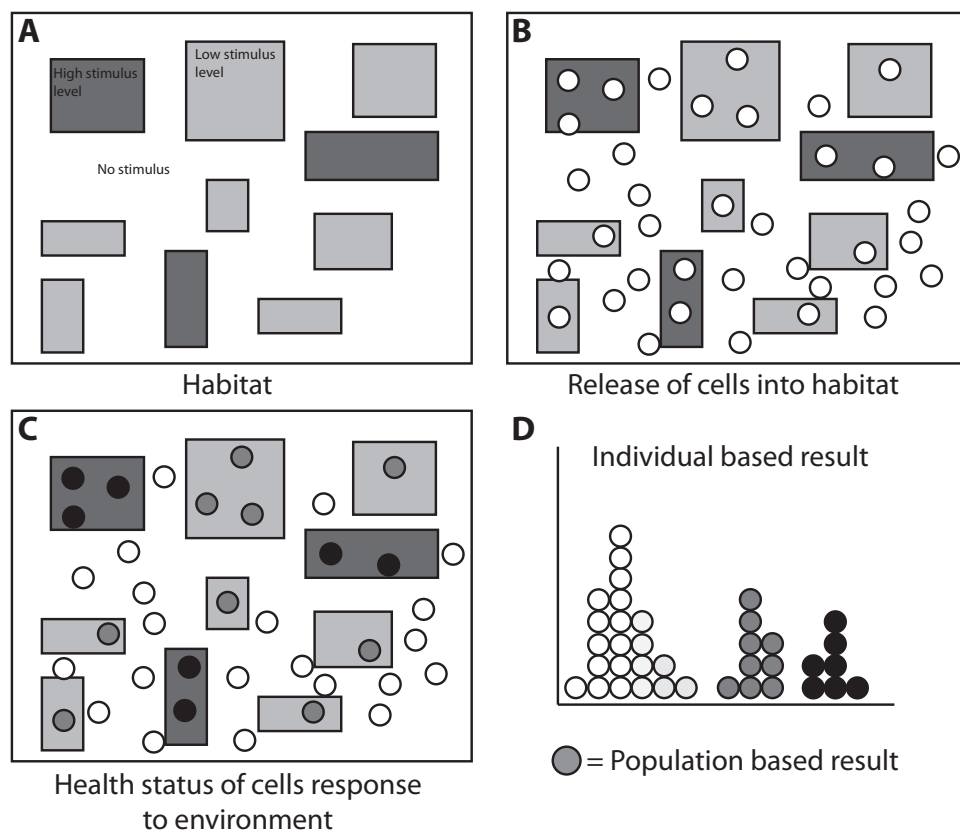 A
High stimulus
level
Low stimulus
level
No stimulus
Habitat
B
Release of cells into habitat
C
Health status of cells response
to environment
D
Individual based result
= Population based result